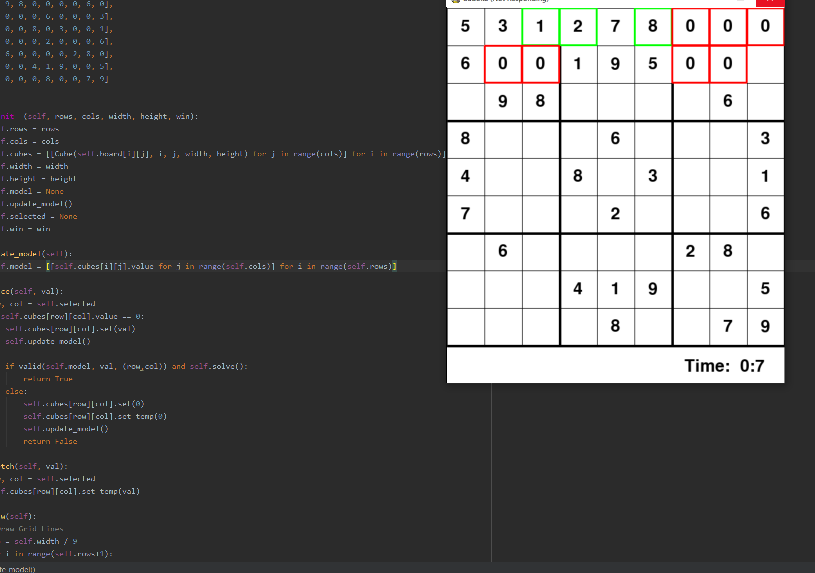 9, 8, 0, 0, 0, 0, 6, 0],
0, 0, 0, 6, 0, 0, 0, 3],
0, 0, 8, 0, 3, 0, 0, 1],
0, 0, 0, 2, 0, 0, 0, 6],
6, 0, 0, 0, 0, 2, 8, 0],
0, 0, 4, 1, 9, 0, 0, 5],
0, 0, 0, 0, 8, 0, 0, 7, 9]
nit (self, rows, cols, width, height, win):
f.rows = rows
f.cols = cols
f.cubes = [[Cube(self.board[i][j], i, j, width, height) for j in range(cols)] for i in range(rows)]
f.width = width
f.height = height
f.model = None
f.update_model()
f.selected = None
f.win = win
ate_model(self):
f.model = [[self.cubes[i][j].value for j in range(self.cols)] for i in range(self.rows)]
ce(self, val):
, col = self.selected
self.cubes[row][col].value == 0:
self.cubes[row][col].set(val)
self.update_model()
if valid(self.model, val, (row,col)) and self.solve():
return True
else:
self.cubes[row][col].set(0)
self.cubes[row][col].set_temp(0)
self.update_model()
return False
tch(self, val):
, col = self.selected
f.cubes[row][col].set_temp(val)
w(self):
raw Grid Lines
= self.width / 9
i in range(self.rows+1):
te_model()
5 3 1 2 7 8 0 0 0
6 0 0 1 9 5 0 0
9 8 6
8 6 3
4 8 3 1
7 2 6
6 2 8
4 1 9 5
8 7 9
Time: 0:7